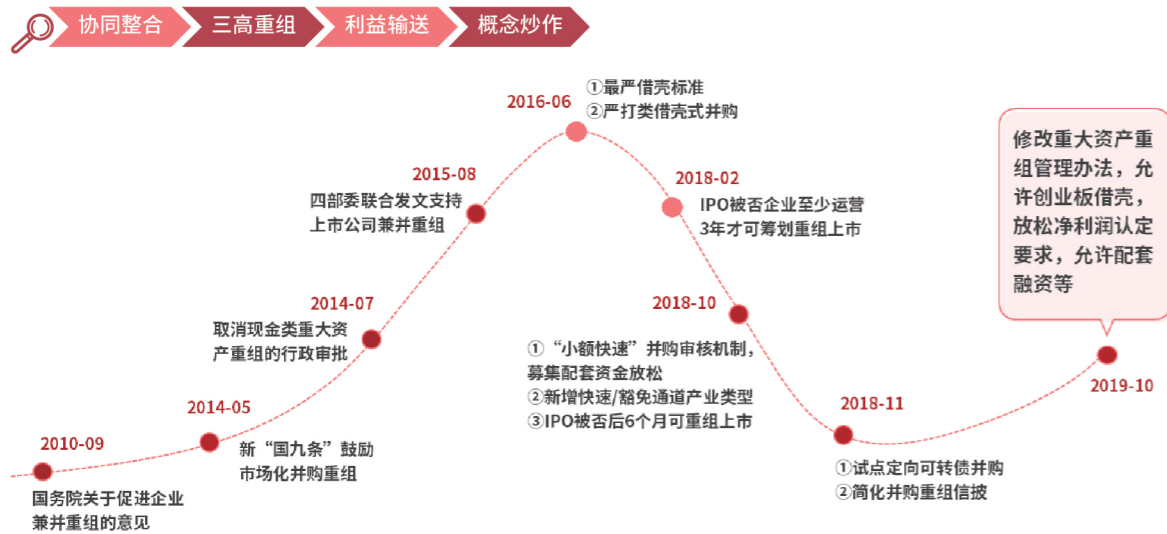 协同整合
三高重组
利益输送
概念炒作
2010-09
国务院关于促进企业
兼并重组的意见
2014-05
新“国九条”鼓励
市场化并购重组
2014-07
取消现金类重大资
产重组的行政审批
2015-08
四部委联合发文支持
上市公司兼并重组
2016-06
①最严借壳标准
②严打类借壳式并购
2018-02
IPO被否企业至少运营
3年才可筹划重组上市
2018-10
①“小额快速”并购审核机制，
募集配套资金放松
②新增快速/豁免通道产业类型
③IPO被否后6个月可重组上市
2018-11
①试点定向可转债并购
②简化并购重组信披
修改重大资产重
组管理办法，允
许创业板借壳，
放松净利润认定
要求，允许配套
融资等
2019-10